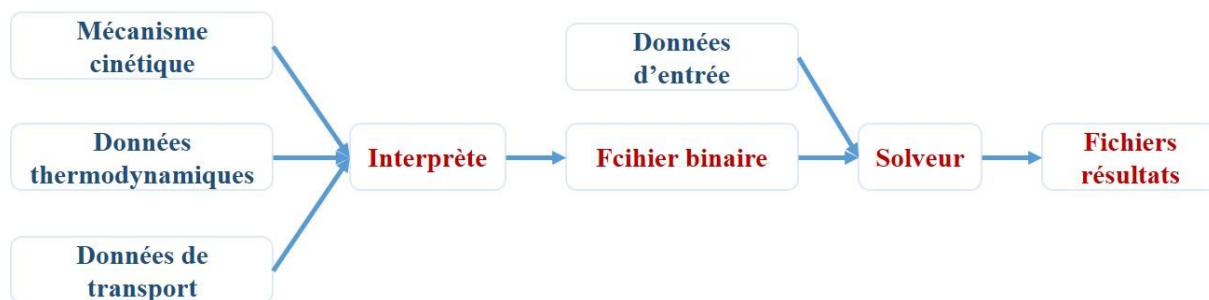 Mécanisme
cinétique
Données
d’entrée
Données
thermodynamiques
Interprète
Fcihier binaire
Solveur
Fichiers
résultats
Données de
transport